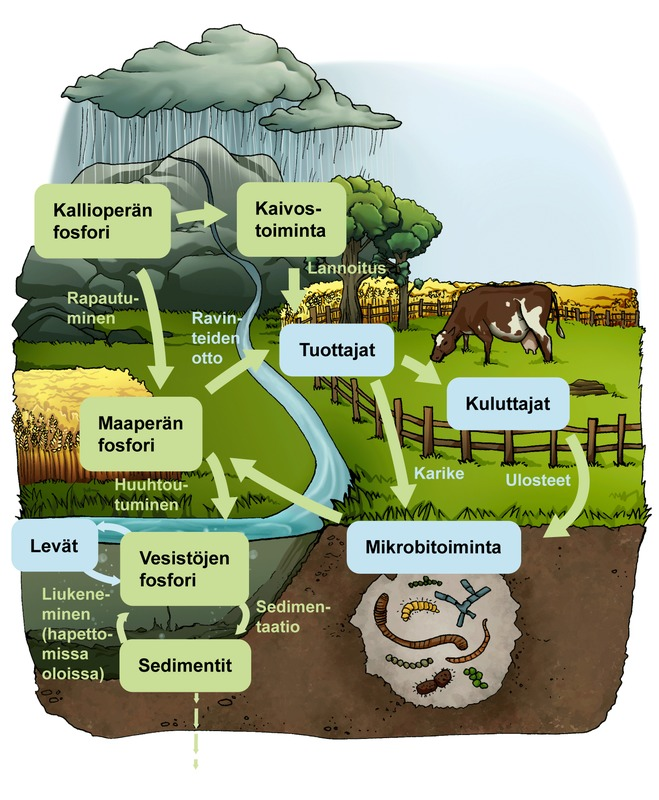 Kallioperän
fosfori
Kaivos-
toiminta
Lannoitus
Rapautu-
minen
Ravin-
teiden
otto
Tuottajat
Kuluttajat
Maaperän
fosfori
Karike
Ulosteet
Huuhtou-
tuminen
Levät
Vesistöjen
fosfori
Mikrobitoiminta
Liukene-
minen
(hapetto-
missa
oloissa)
Sedimen-
taatio
Sedimentit